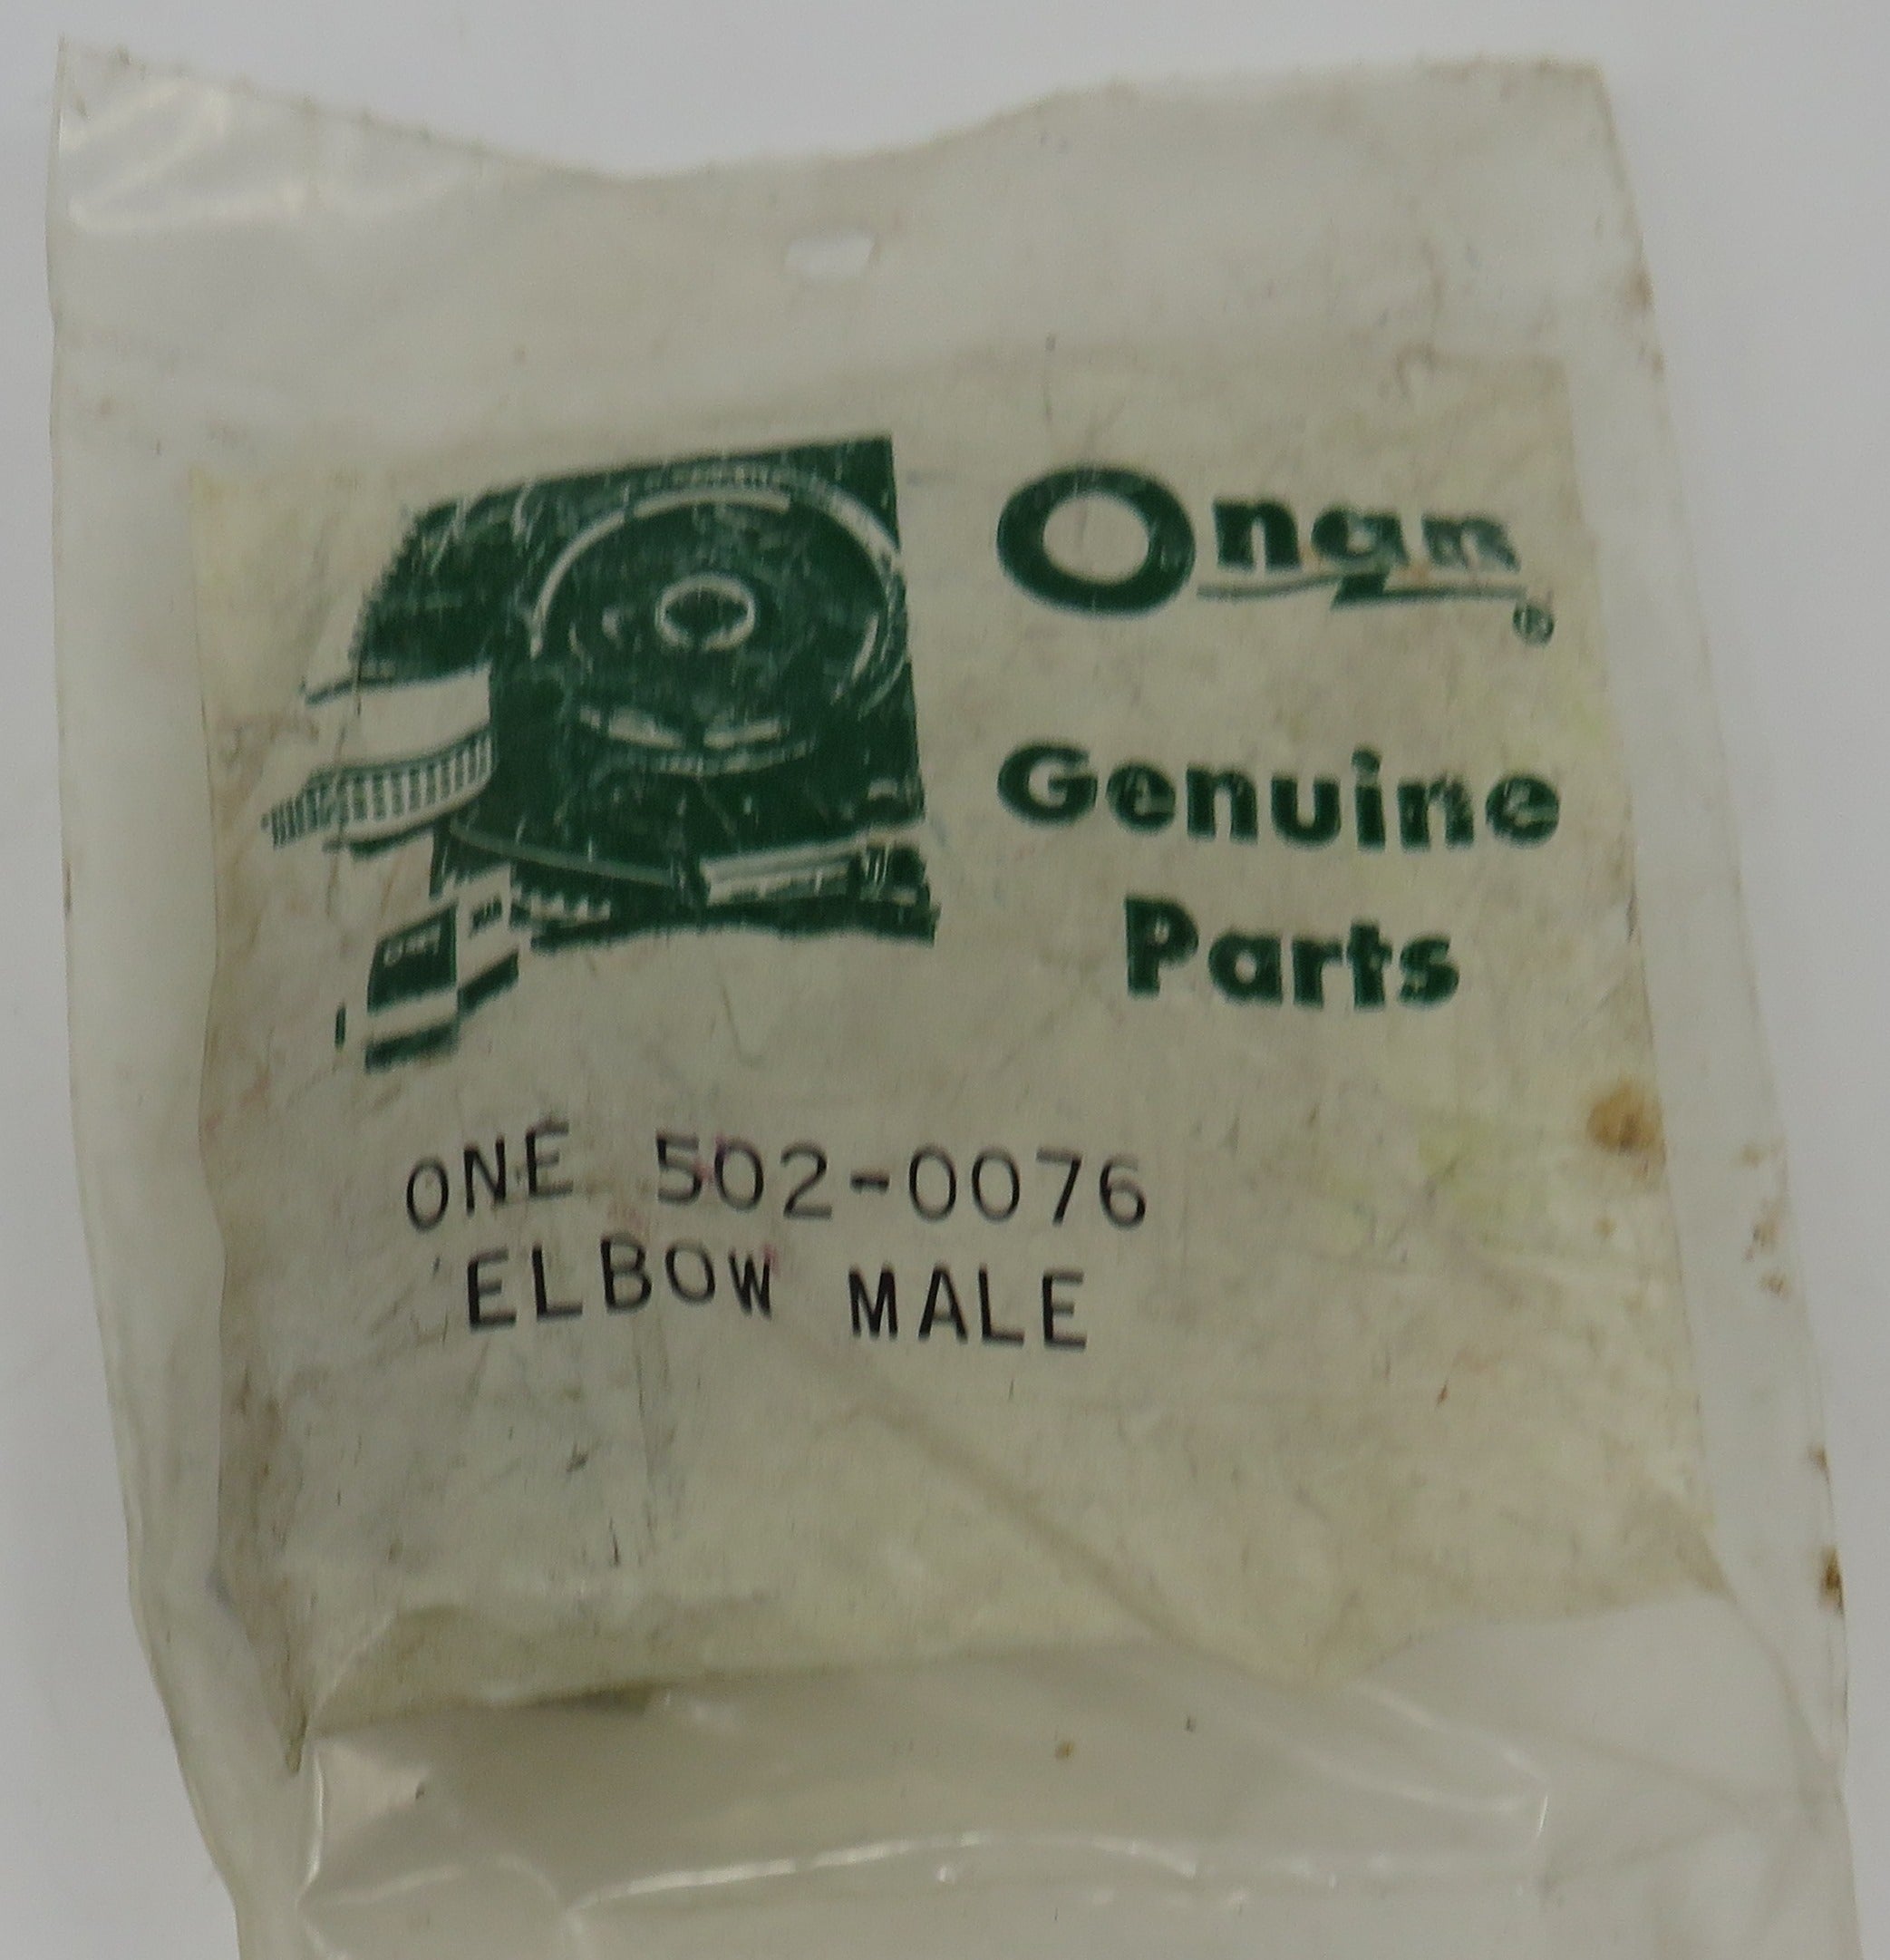 Onan®
Genuine
Parts
ONE 502-0076
ELBOW MALE